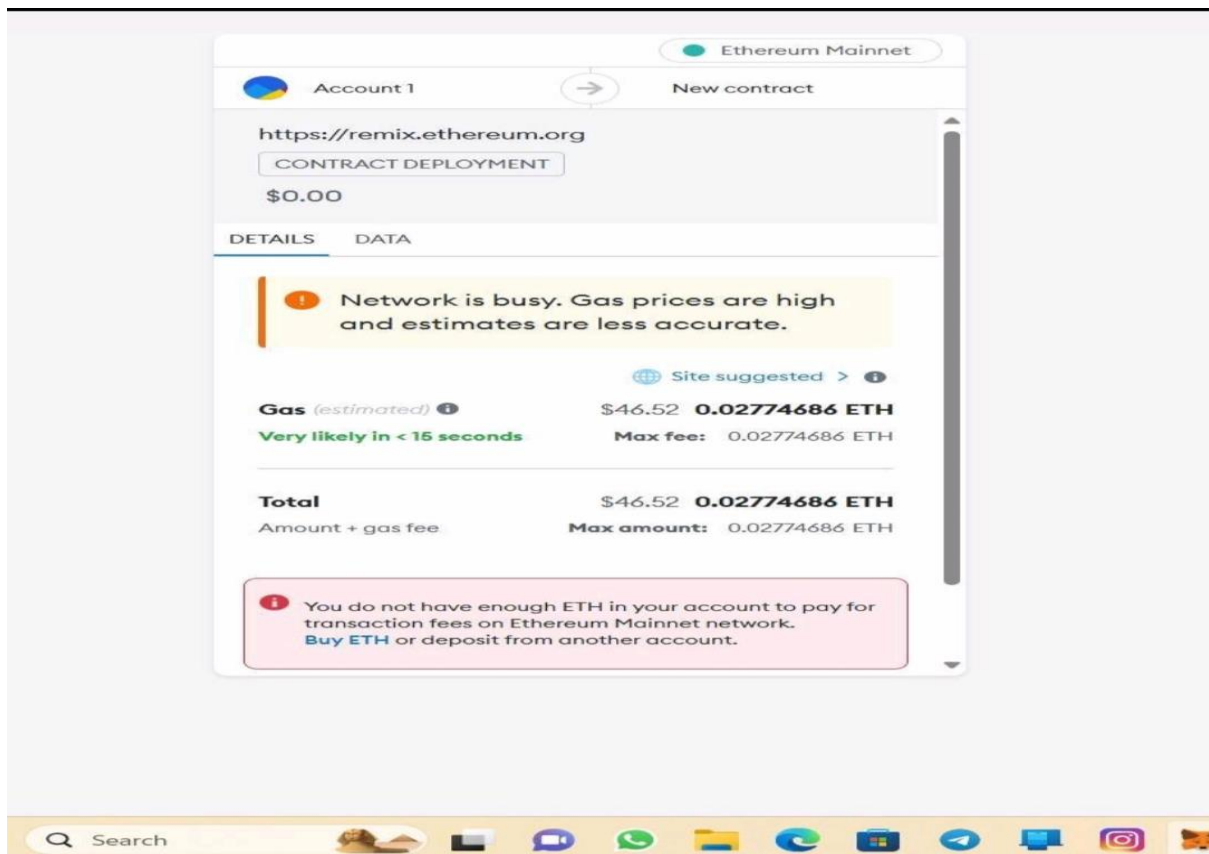 Ethereum Mainnet
Account 1
New contract
https://remix.ethereum.org
CONTRACT DEPLOYMENT
$0.00
DETAILS DATA
Network is busy. Gas prices are high
and estimates are less accurate.
Site suggested >
Gas (estimated) $46.52 0.02774686 ETH
Very likely in < 15 seconds Max fee: 0.02774686 ETH
Total $46.52 0.02774686 ETH
Amount + gas fee Max amount: 0.02774686 ETH
You do not have enough ETH in your account to pay for
transaction fees on Ethereum Mainnet network.
Buy ETH or deposit from another account.
Search